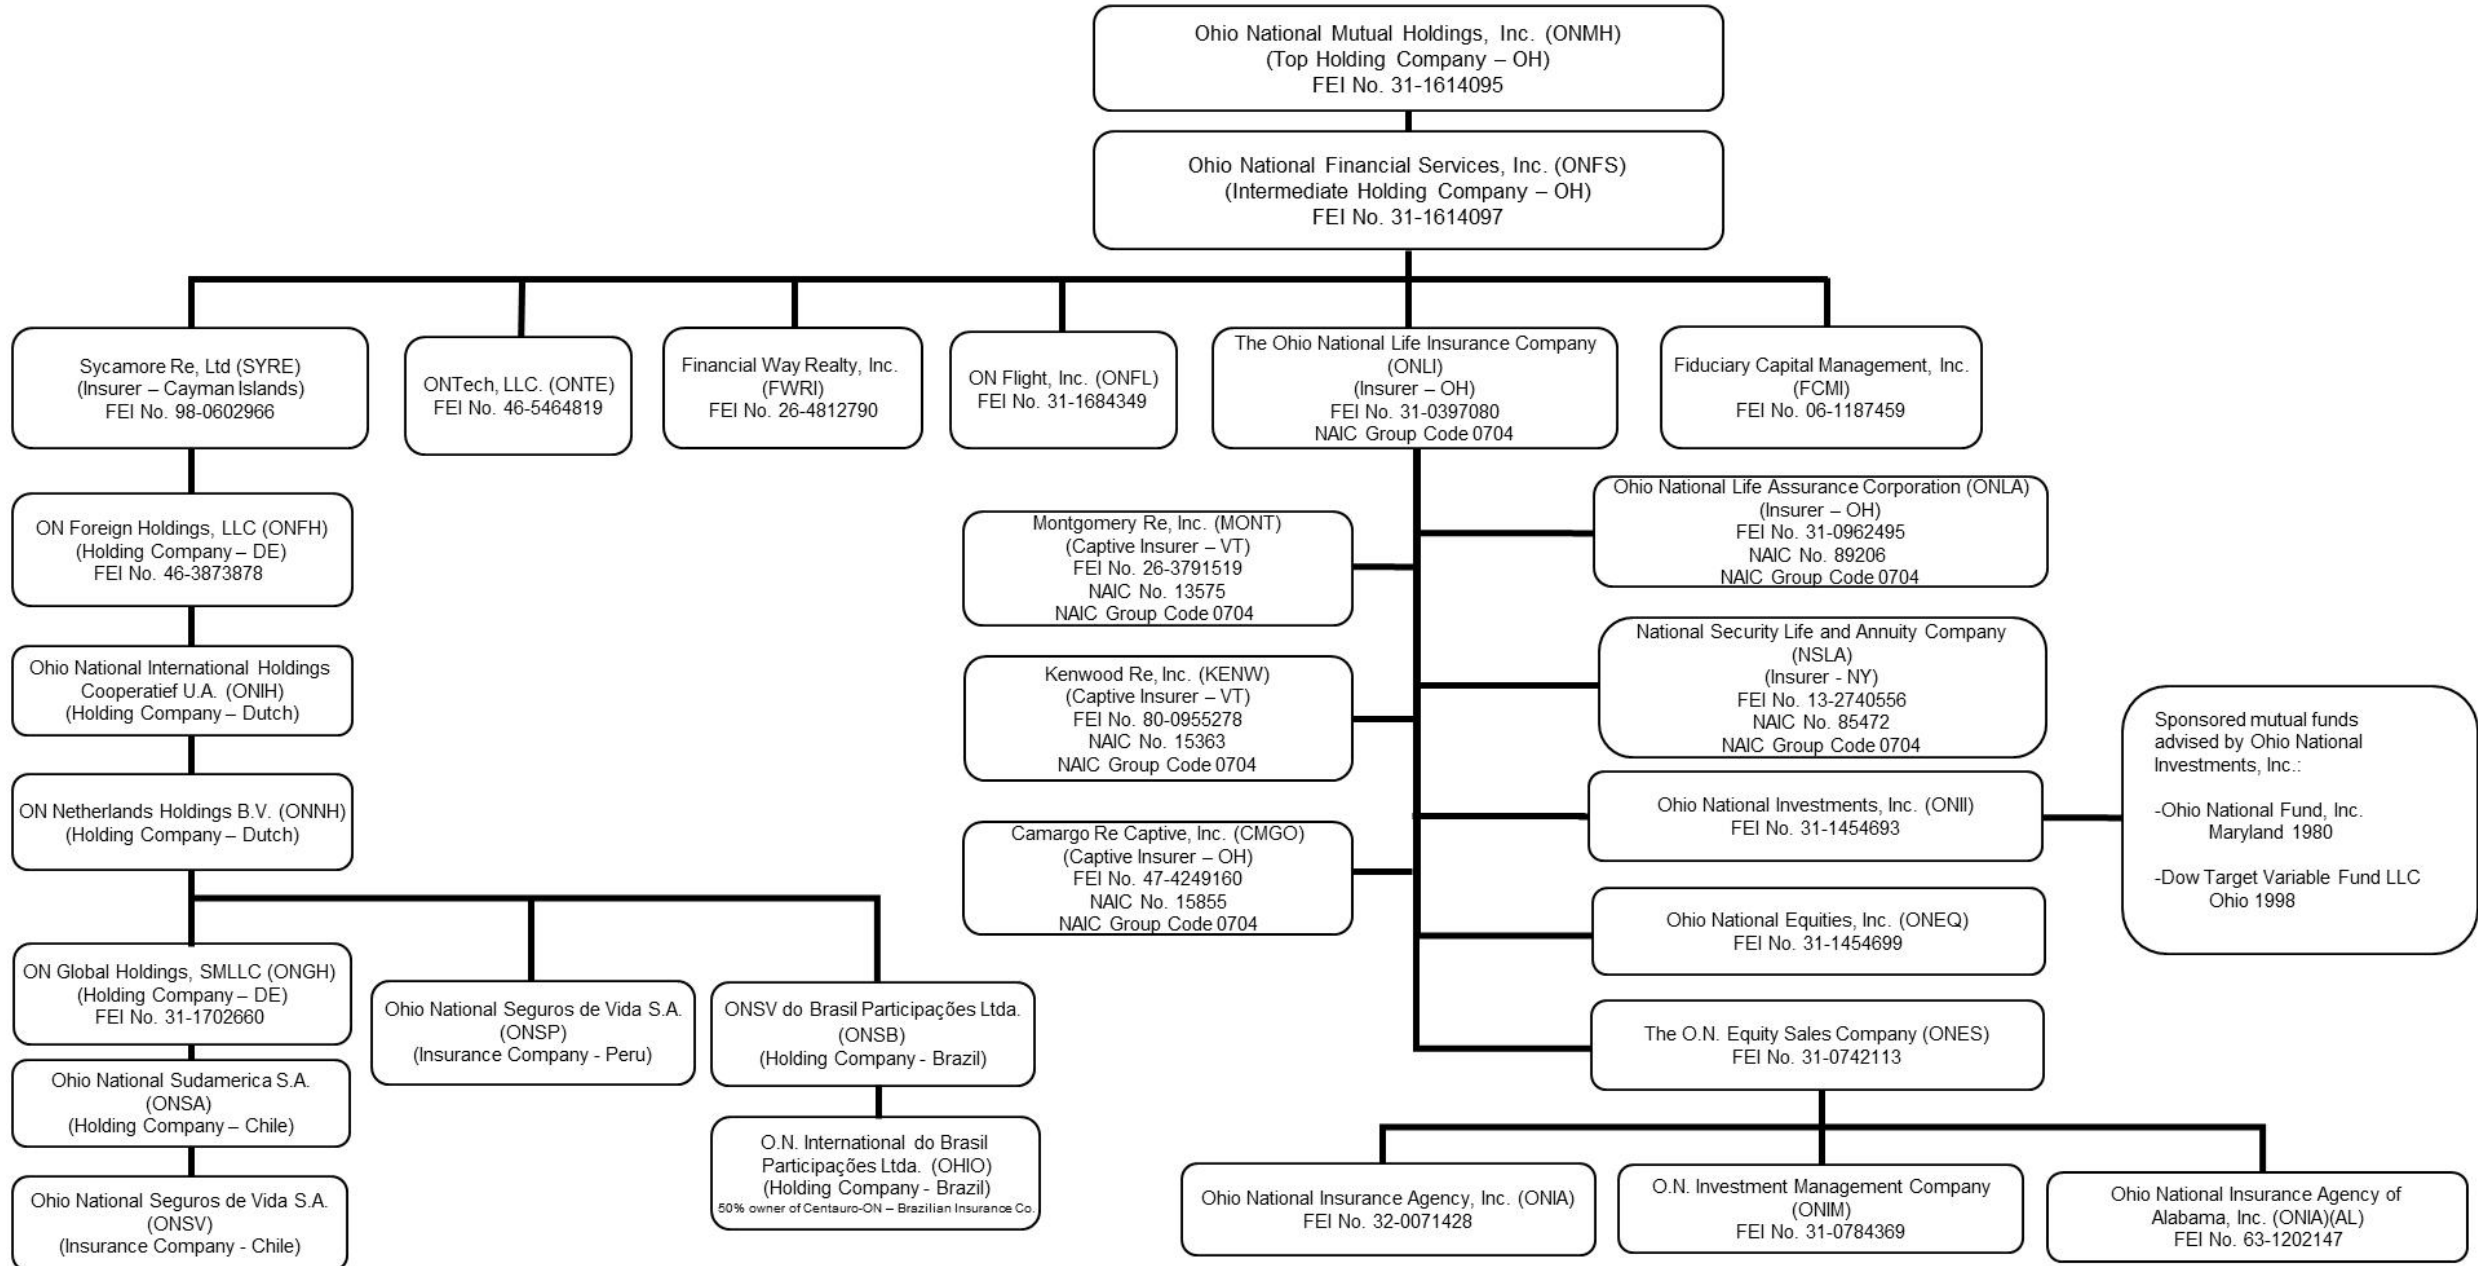 Ohio National Mutual Holdings, Inc. (ONMH)
(Top Holding Company – OH)
FEI No. 31-1614095
Ohio National Financial Services, Inc. (ONFS)
(Intermediate Holding Company – OH)
FEI No. 31-1614097
Sycamore Re, Ltd (SYRE)
(Insurer – Cayman Islands)
FEI No. 98-0602966
ONTech, LLC. (ONTE)
FEI No. 46-5464819
Financial Way Realty, Inc.
(FWRI)
FEI No. 26-4812790
ON Flight, Inc. (ONFL)
FEI No. 31-1684349
The Ohio National Life Insurance Company
(ONLI)
(Insurer – OH)
FEI No. 31-0397080
NAIC Group Code 0704
Fiduciary Capital Management, Inc.
(FCMI)
FEI No. 06-1187459
ON Foreign Holdings, LLC (ONFH)
(Holding Company – DE)
FEI No. 46-3873878
Ohio National International Holdings
Cooperatief U.A. (ONIH)
(Holding Company – Dutch)
ON Netherlands Holdings B.V. (ONNH)
(Holding Company – Dutch)
ON Global Holdings, SMLLC (ONGH)
(Holding Company – DE)
FEI No. 31-1702660
Ohio National Sudamerica S.A.
(ONSA)
(Holding Company – Chile)
Ohio National Seguros de Vida S.A.
(ONSV)
(Insurance Company - Chile)
Ohio National Seguros de Vida S.A.
(ONSP)
(Insurance Company - Peru)
ONSV do Brasil Participações Ltda.
(ONSB)
(Holding Company - Brazil)
O.N. International do Brasil
Participações Ltda. (OHIO)
(Holding Company - Brazil)
50% owner of Centauro-ON – Brazilian Insurance Co.
Montgomery Re, Inc. (MONT)
(Captive Insurer – VT)
FEI No. 26-3791519
NAIC No. 13575
NAIC Group Code 0704
Kenwood Re, Inc. (KENW)
(Captive Insurer – VT)
FEI No. 80-0955278
NAIC No. 15363
NAIC Group Code 0704
Camargo Re Captive, Inc. (CMGO)
(Captive Insurer – OH)
FEI No. 47-4249160
NAIC No. 15855
NAIC Group Code 0704
Ohio National Life Assurance Corporation (ONLA)
(Insurer – OH)
FEI No. 31-0962495
NAIC No. 89206
NAIC Group Code 0704
National Security Life and Annuity Company
(NSLA)
(Insurer - NY)
FEI No. 13-2740556
NAIC No. 85472
NAIC Group Code 0704
Ohio National Investments, Inc. (ONII)
FEI No. 31-1454693
Sponsored mutual funds
advised by Ohio National
Investments, Inc.:
-Ohio National Fund, Inc.
Maryland 1980
-Dow Target Variable Fund LLC
Ohio 1998
Ohio National Equities, Inc. (ONEQ)
FEI No. 31-1454699
The O.N. Equity Sales Company (ONES)
FEI No. 31-0742113
Ohio National Insurance Agency, Inc. (ONIA)
FEI No. 32-0071428
O.N. Investment Management Company
(ONIM)
FEI No. 31-0784369
Ohio National Insurance Agency of
Alabama, Inc. (ONIA)(AL)
FEI No. 63-1202147